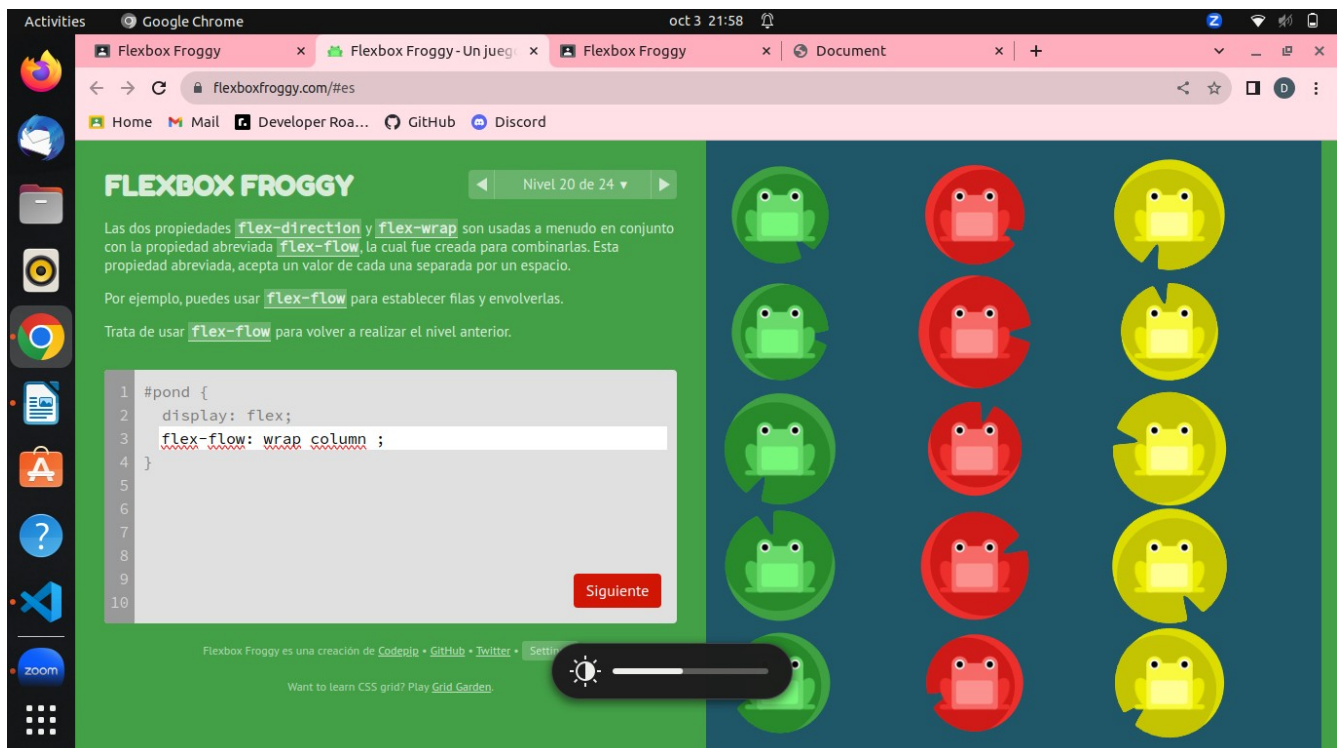 Activities Google Chrome oct 3 21:58 Z
Flexbox Froggy × Flexbox Froggy - Un jueg × Flexbox Froggy × Document × +
flexboxfroggy.com/#es D
Home Mail r. Developer Roa... GitHub Discord
FLEXBOX FROGGY
Nivel 20 de 24 ▼
Las dos propiedades flex-direction y flex-wrap son usadas a menudo en conjunto
con la propiedad abreviada flex-flow, la cual fue creada para combinarlas. Esta
propiedad abreviada, acepta un valor de cada una separada por un espacio.
Por ejemplo, puedes usar flex-flow para establecer filas y envolverlas.
Trata de usar flex-flow para volver a realizar el nivel anterior.
1 #pond {
2 display: flex;
3 flex-flow: wrap column ;
4 }
5
6
7
8
9
10
Siguiente
Flexbox Froggy es una creación de Codepip • GitHub • Twitter • Settin
Want to learn CSS grid? Play Grid Garden.
zoom